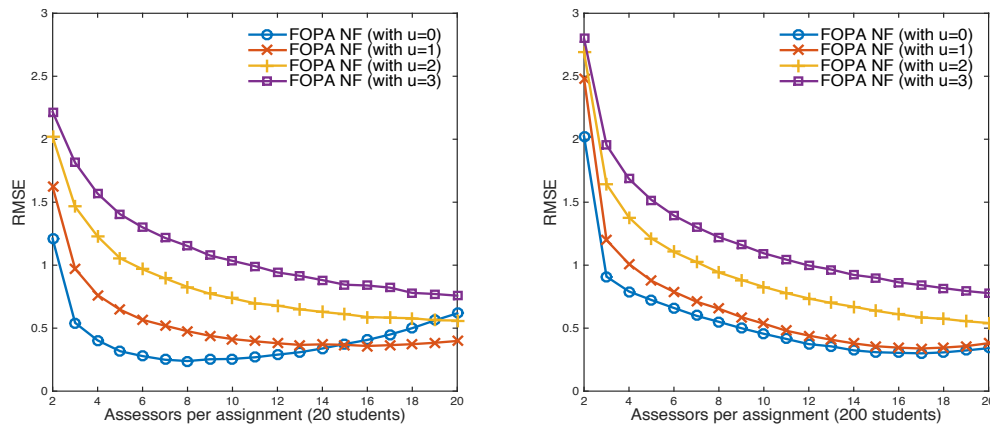 3
2.5
2
1.5
1
0.5
0
RMSE
FOPA NF (with u=0)
FOPA NF (with u=1)
FOPA NF (with u=2)
FOPA NF (with u=3)
2 4 6 8 10 12 14 16 18 20
Assessors per assignment (20 students)
3
2.5
2
1.5
1
0.5
0
RMSE
FOPA NF (with u=0)
FOPA NF (with u=1)
FOPA NF (with u=2)
FOPA NF (with u=3)
2 4 6 8 10 12 14 16 18 20
Assessors per assignment (200 students)